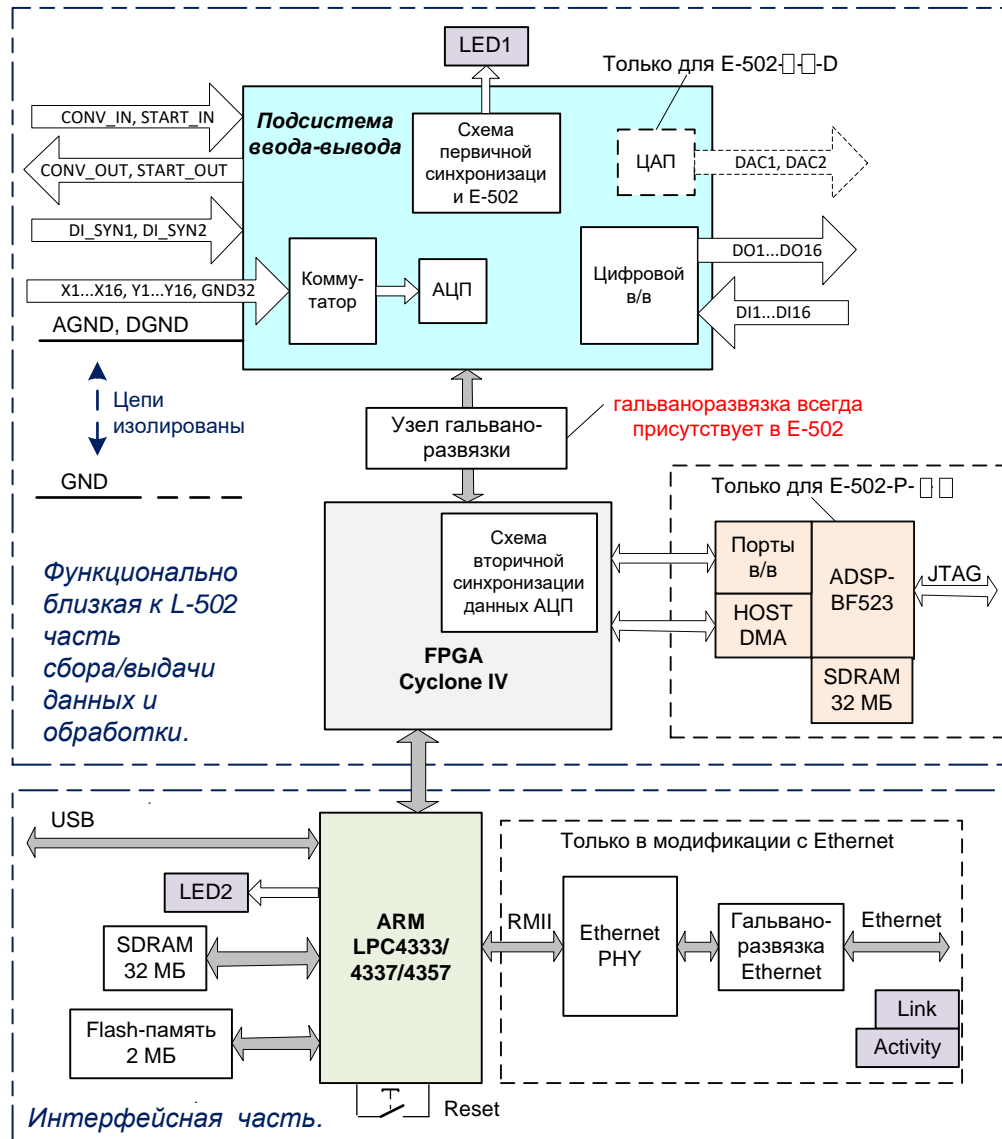 LED1
Только для E-502-□-□-D
CONV_IN, START_IN
Подсистема
ввода-вывода
Схема
первичной
синхронизаци
и E-502
ЦАП
DAC1, DAC2
CONV_OUT, START_OUT
DI_SYN1, DI_SYN2
X1...X16, Y1...Y16, GND32
Комму-
татор
АЦП
Цифровой
в/в
DO1...DO16
DI1...DI16
AGND, DGND
Цепи
изолированы
Узел гальвано-
развязки
гальваноразвязка всегда
присутствует в E-502
GND
Только для E-502-P-□ □
Схема
вторичной
синхронизации
данных АЦП
FPGA
Cyclone IV
Порты
в/в
HOST
DMA
ADSP-
BF523
JTAG
SDRAM
32 МБ
Функционально
близкая к L-502
часть
сбора/выдачи
данных и
обработки.
USB
LED2
SDRAM
32 МБ
Flash-память
2 МБ
ARM
LPC4333/
4337/4357
Reset
Только в модификации с Ethernet
RMII
Ethernet
PHY
Гальвано-
развязка
Ethernet
Ethernet
Link
Activity
Интерфейсная часть.